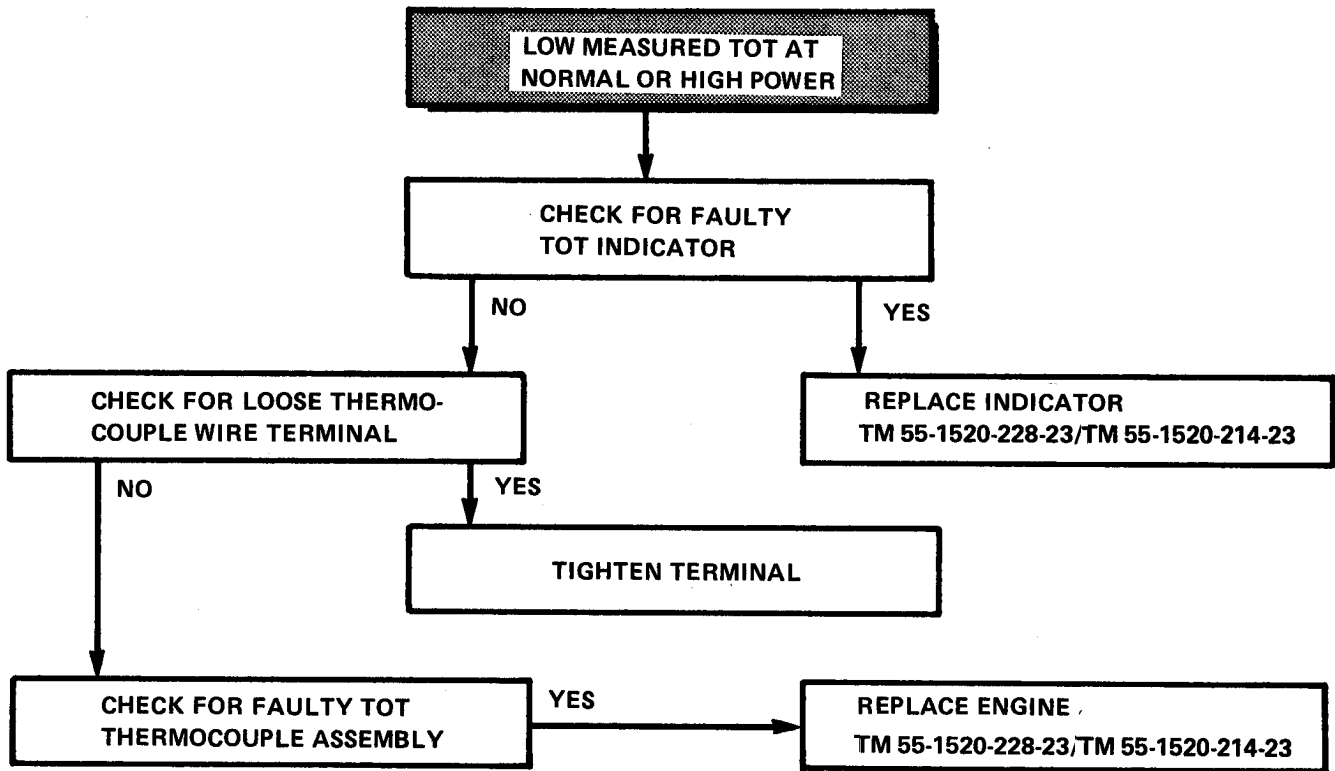 LOW MEASURED TOT AT
NORMAL OR HIGH POWER
CHECK FOR FAULTY
TOT INDICATOR
NO
YES
CHECK FOR LOOSE THERMO-
COUPLE WIRE TERMINAL
REPLACE INDICATOR
TM 55-1520-228-23/TM 55-1520-214-23
NO
YES
TIGHTEN TERMINAL
CHECK FOR FAULTY TOT
THERMOCOUPLE ASSEMBLY
YES
REPLACE ENGINE
TM 55-1520-228-23/TM 55-1520-214-23